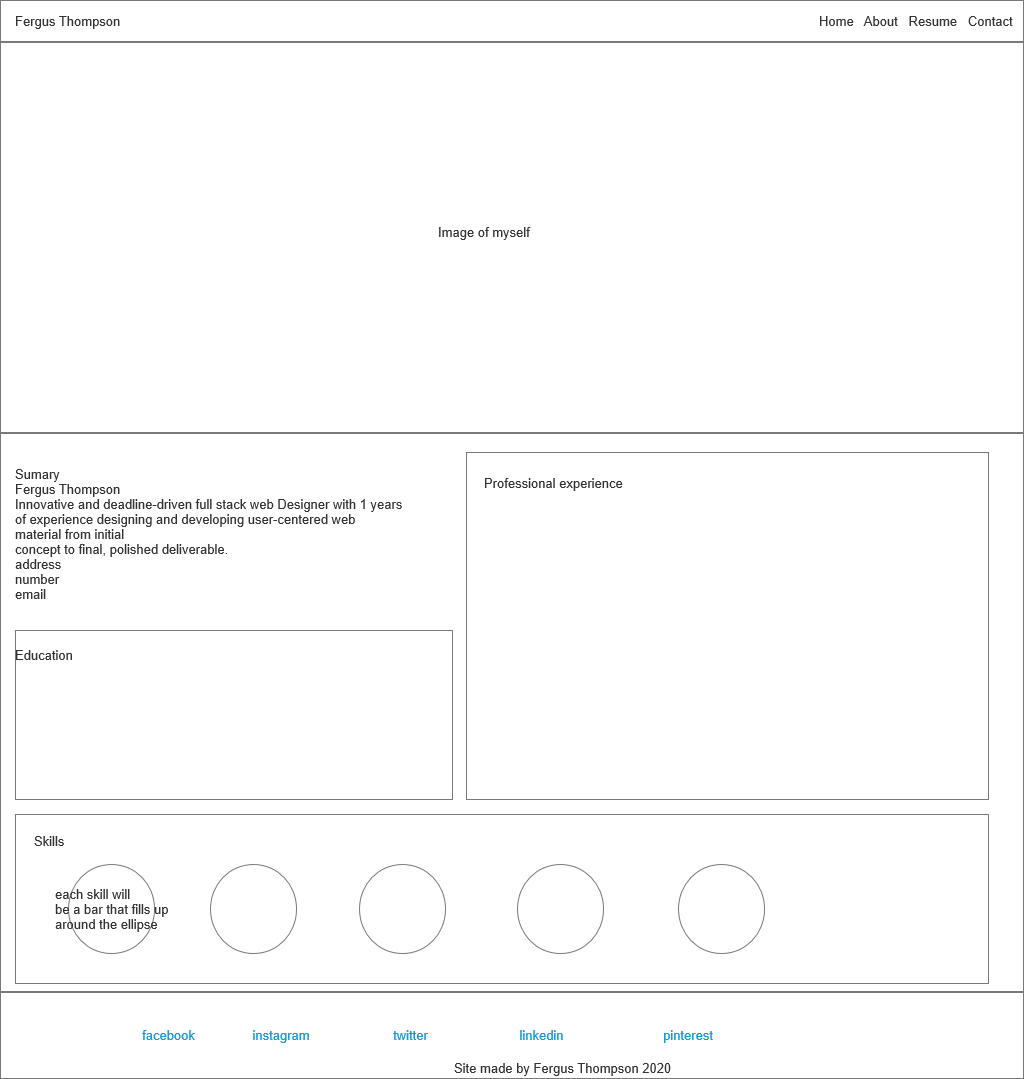 Fergus Thompson
Home About Resume Contact
Image of myself
Sumary
Fergus Thompson
Innovative and deadline-driven full stack web Designer with 1 years
of experience designing and developing user-centered web
material from initial
concept to final, polished deliverable.
address
number
email
Professional experience
Education
Skills
each skill will
be a bar that fills up
around the ellipse
facebook instagram twitter linkedin pinterest
Site made by Fergus Thompson 2020